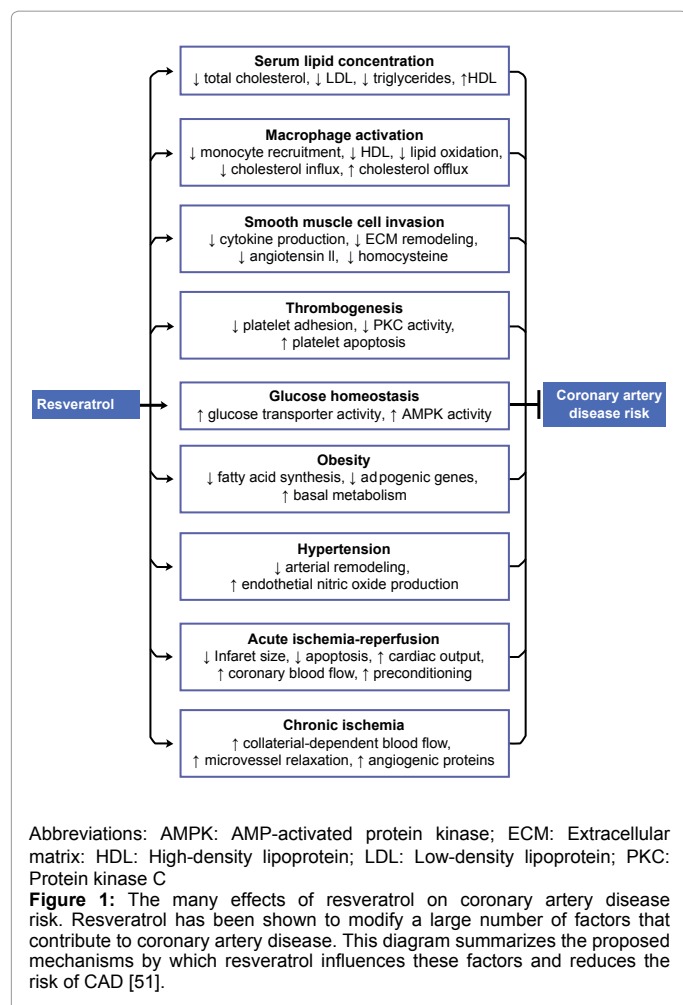 Serum lipid concentration
↓ total cholesterol, ↓ LDL, ↓ triglycerides, ↑HDL
Macrophage activation
↓ monocyte recruitment, ↓ HDL, ↓ lipid oxidation,
↓ cholesterol influx, ↑ cholesterol offlux
Smooth muscle cell invasion
↓ cytokine production, ↓ ECM remodeling,
↓ angiotensin II, ↓ homocysteine
Thrombogenesis
↓ platelet adhesion, ↓ PKC activity,
↑ platelet apoptosis
Resveratrol
Glucose homeostasis
↑ glucose transporter activity, ↑ AMPK activity
Coronary artery
disease risk
Obesity
↓ fatty acid synthesis, ↓ ad pogenic genes,
↑ basal metabolism
Hypertension
↓ arterial remodeling,
↑ endothetial nitric oxide production
Acute ischemia-reperfusion
↓ Infaret size, ↓ apoptosis, ↑ cardiac output,
↑ coronary blood flow, ↑ preconditioning
Chronic ischemia
↑ collaterial-dependent blood flow,
↑ microvessel relaxation, ↑ angiogenic proteins
Abbreviations: AMPK: AMP-activated protein kinase; ECM: Extracellular
matrix: HDL: High-density lipoprotein; LDL: Low-density lipoprotein; PKC:
Protein kinase C
Figure 1: The many effects of resveratrol on coronary artery disease
risk. Resveratrol has been shown to modify a large number of factors that
contribute to coronary artery disease. This diagram summarizes the proposed
mechanisms by which resveratrol influences these factors and reduces the
risk of CAD [51].